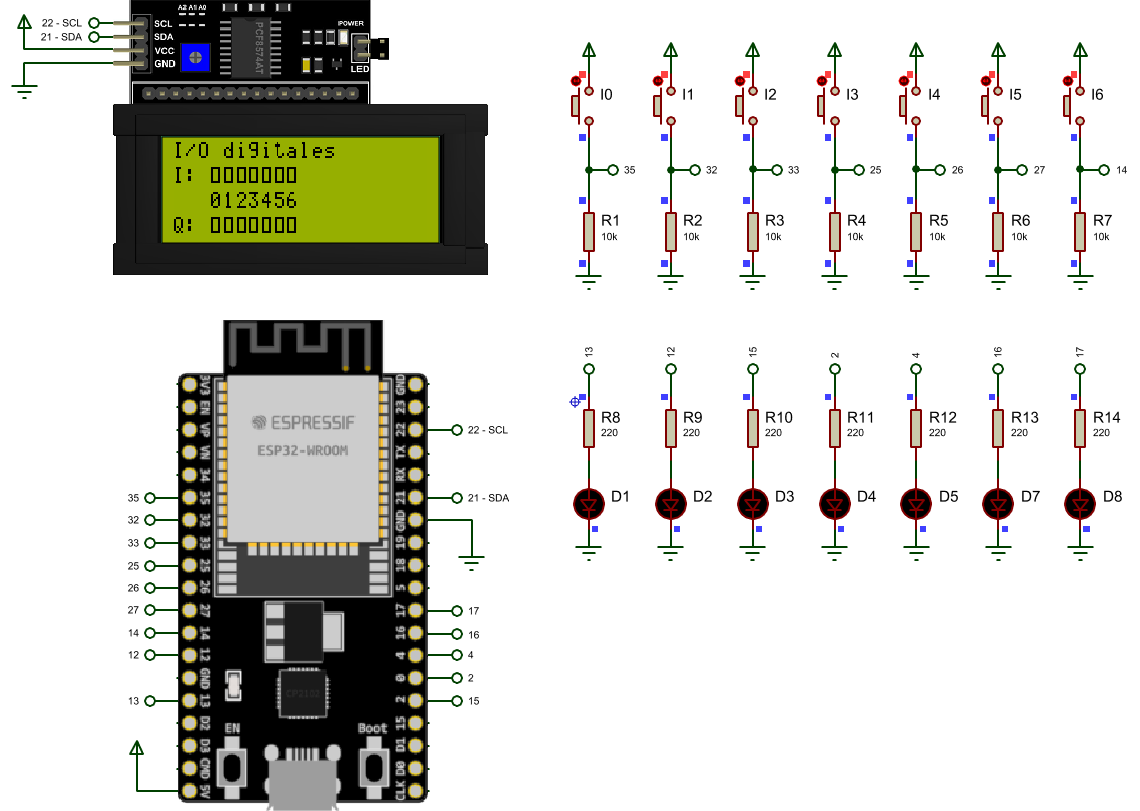 22 - SCL
21 - SDA
A2 A1 A0
SCL
SDA
VCC
GND
PCF8574AT
POWER
LED
I/O digitales
I: 0000000
0123456
Q: 0000000
I0 I1 I2 I3 I4 I5 I6
35 32 33 25 26 27 14
R1 R2 R3 R4 R5 R6 R7
10k 10k 10k 10k 10k 10k 10k
13 12 15 2 4 16 17
R8 R9 R10 R11 R12 R13 R14
220 220 220 220 220 220 220
D1 D2 D3 D4 D5 D7 D8
ESPRESSIF
ESP32-WROOM
3V3 GND
EN 23
VP 22 22 - SCL
VN TX
34 RX
35 35 21 21 - SDA
32 32 GND
33 33 19
25 25 18
26 26 5
27 27 17 17
14 14 16 16
12 12 4 4
GND 0 2
13 13 2 15
D2 15
D3 D1
CMD D0
5V CLK
CP2102
EN
Boot